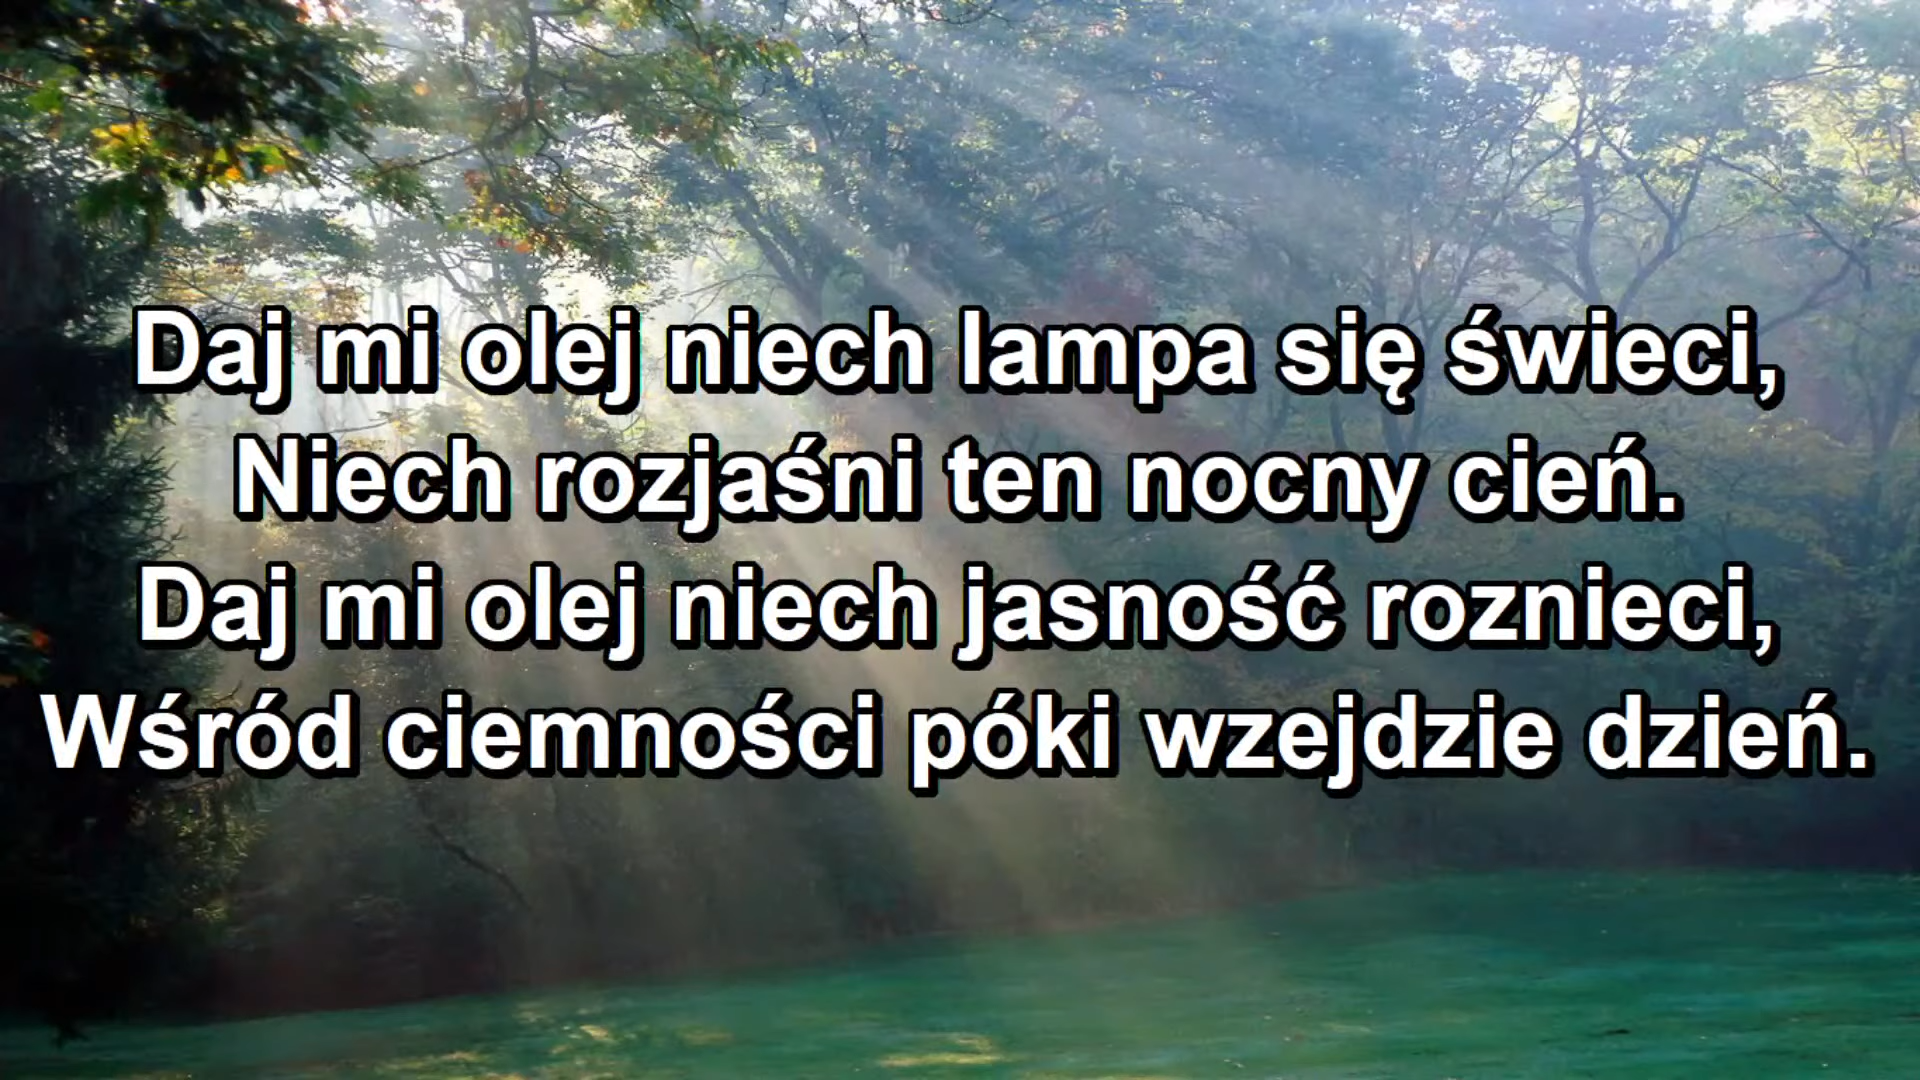 Daj mi olej niech lampa się świeci,
Niech rozjaśni ten nocny cień.
Daj mi olej niech jasność roznieci,
Wśród ciemności póki wzejdzie dzień.